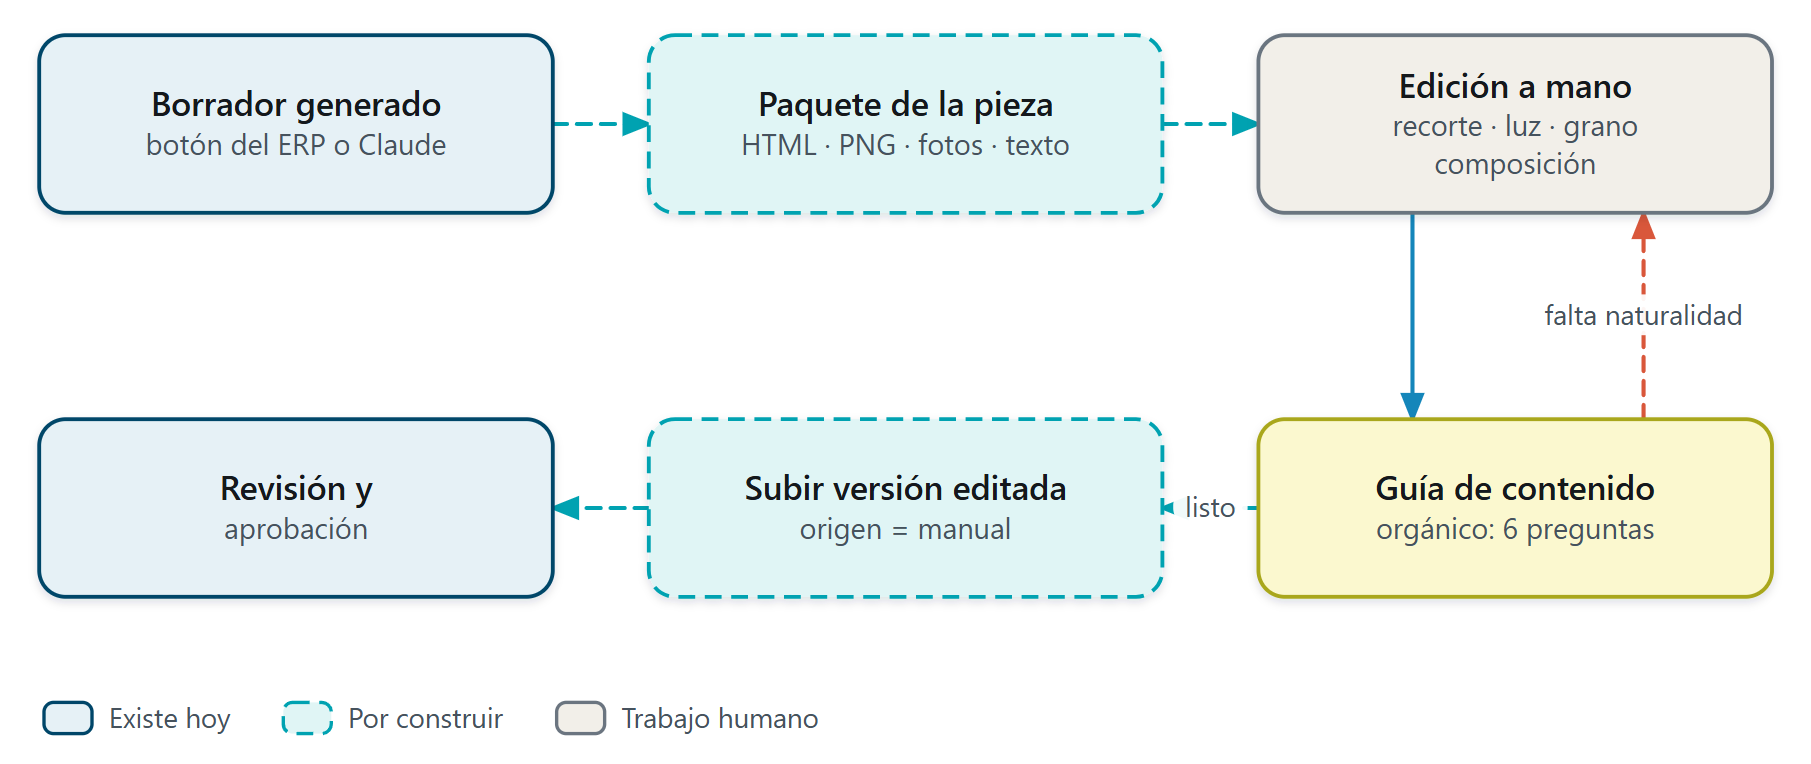 Borrador generado
botón del ERP o Claude
Paquete de la pieza
HTML · PNG · fotos · texto
Edición a mano
recorte · luz · grano
composición
falta naturalidad
Revisión y
aprobación
Subir versión editada
origen = manual
listo
Guía de contenido
orgánico: 6 preguntas
Existe hoy
Por construir
Trabajo humano